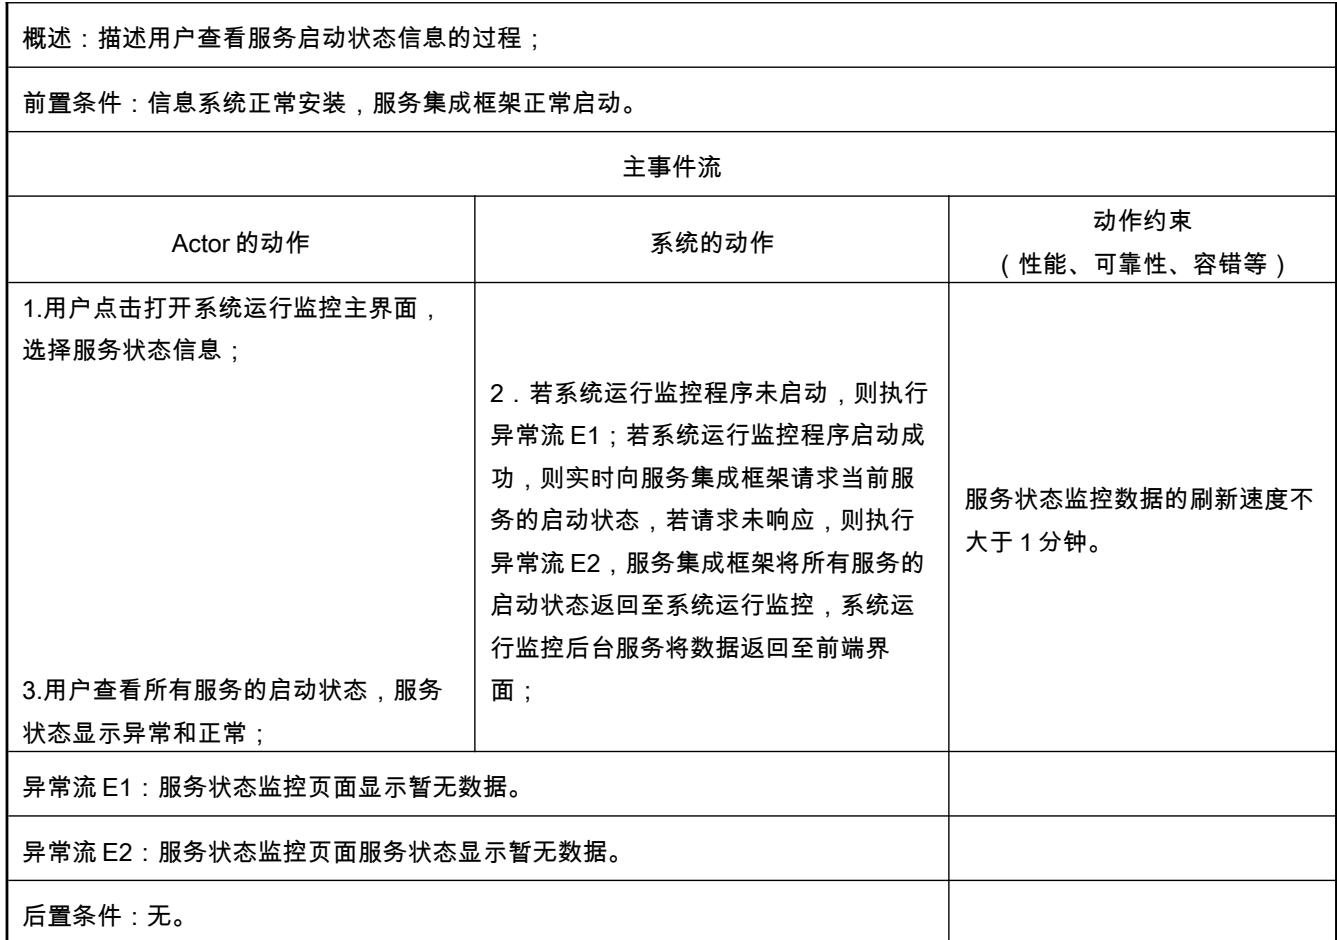 概述：描述用户查看服务启动状态信息的过程；
前置条件：信息系统正常安装，服务集成框架正常启动。
主事件流
Actor 的动作
系统的动作
动作约束
（性能、可靠性、容错等）
1.用户点击打开系统运行监控主界面，
选择服务状态信息；
2．若系统运行监控程序未启动，则执行
异常流 E1；若系统运行监控程序启动成
功，则实时向服务集成框架请求当前服
务的启动状态，若请求未响应，则执行
异常流 E2，服务集成框架将所有服务的
启动状态返回至系统运行监控，系统运
行监控后台服务将数据返回至前端界
面；
服务状态监控数据的刷新速度不
大于 1 分钟。
3.用户查看所有服务的启动状态，服务
状态显示异常和正常；
异常流 E1：服务状态监控页面显示暂无数据。
异常流 E2：服务状态监控页面服务状态显示暂无数据。
后置条件：无。